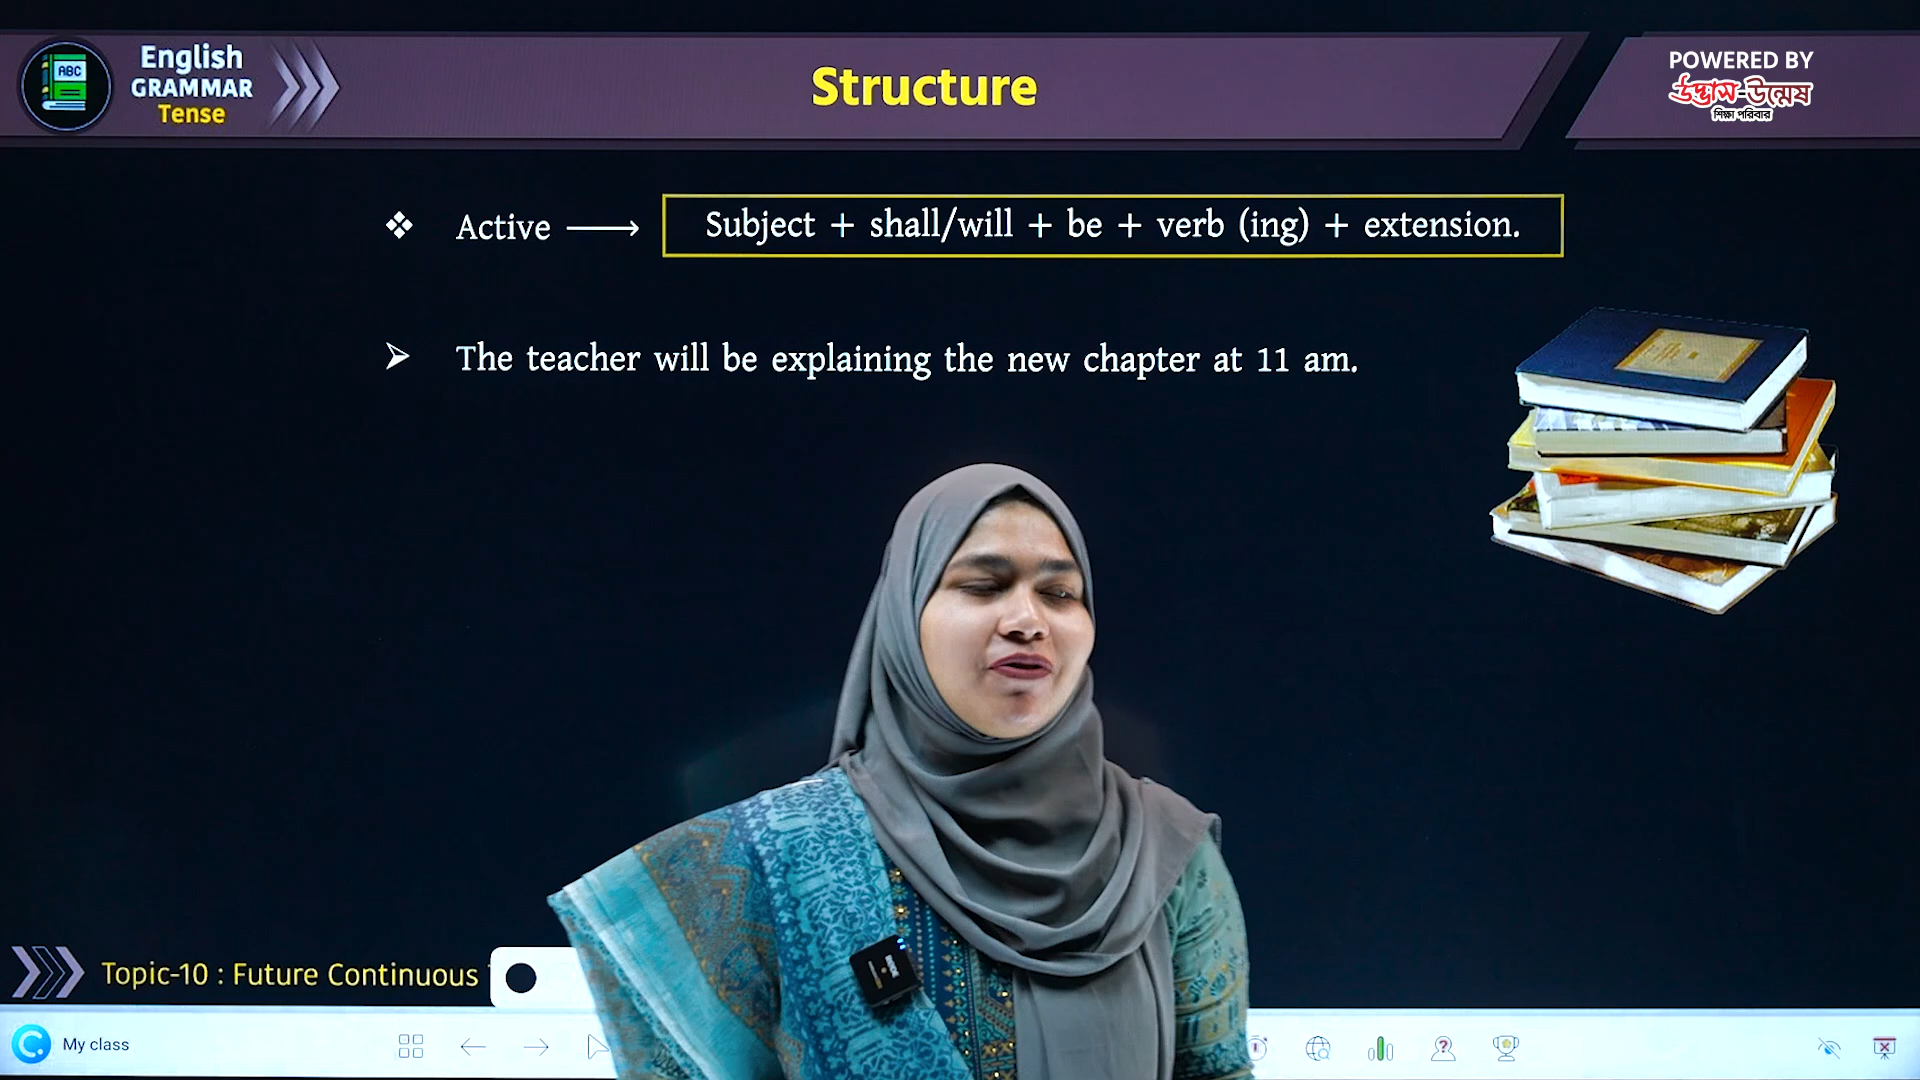 English
GRAMMAR
Tense
ABC
Structure
POWERED BY
উদ্ভাস-উন্মেষ
শিক্ষা পরিবার
❖ Active ⟶ Subject + shall/will + be + verb (ing) + extension.
➢ The teacher will be explaining the new chapter at 11 am.
Topic-10 : Future Continuous
My class